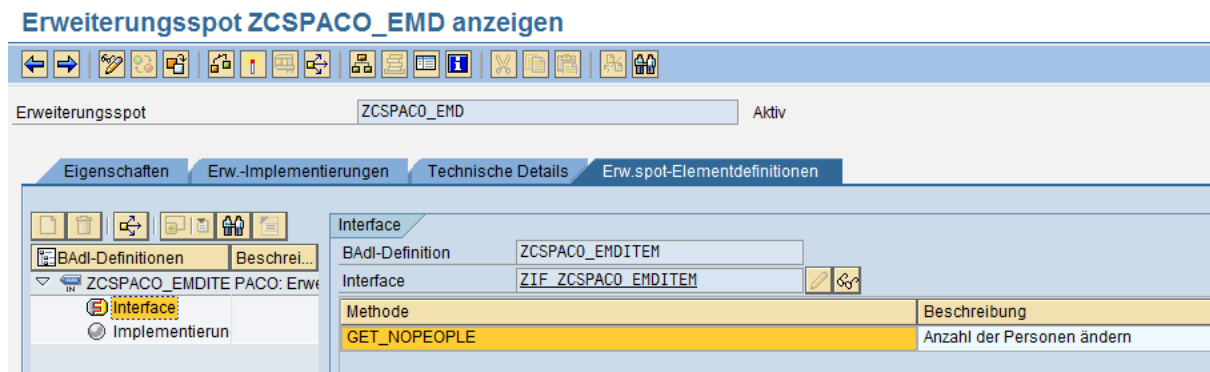 Erweiterungsspot ZCSPACO_EMD anzeigen
Erweiterungsspot ZCSPACO_EMD Aktiv
Eigenschaften Erw.-Implementierungen Technische Details Erw.spot-Elementdefinitionen
Interface
BAdI-Definitionen Beschrei...
BAdI-Definition ZCSPACO_EMDITEM
ZCSPACO_EMDITE PACO: Erwe
Interface ZIF_ZCSPACO_EMDITEM
Interface
Implementierun
Methode Beschreibung
GET_NOPEOPLE Anzahl der Personen ändern